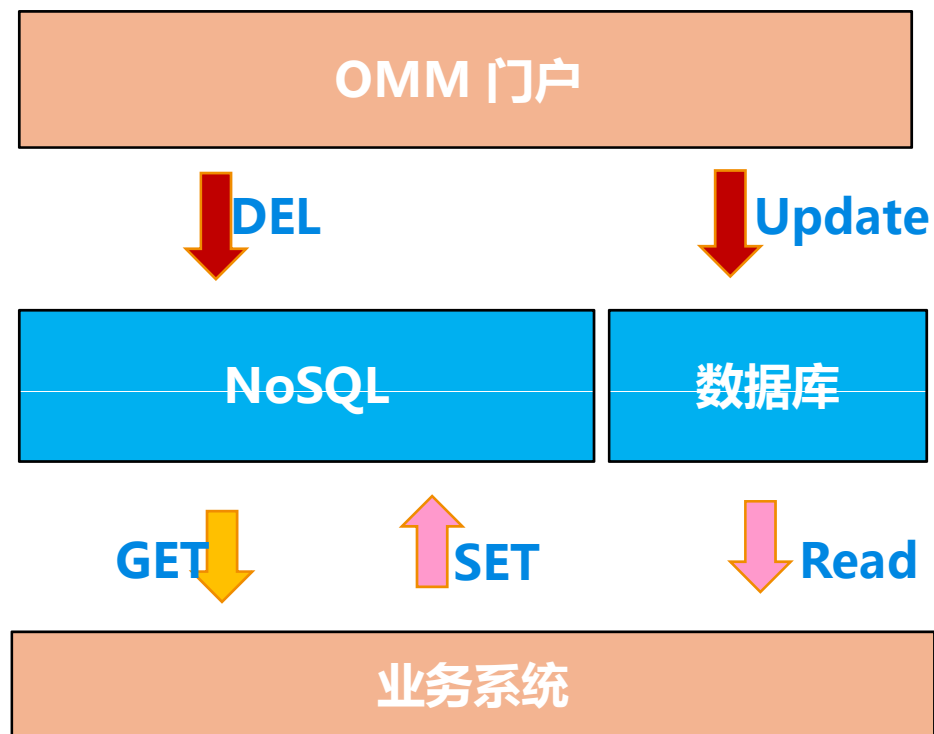 OMM 门户
DEL
Update
NoSQL
数据库
GET
SET
Read
业务系统